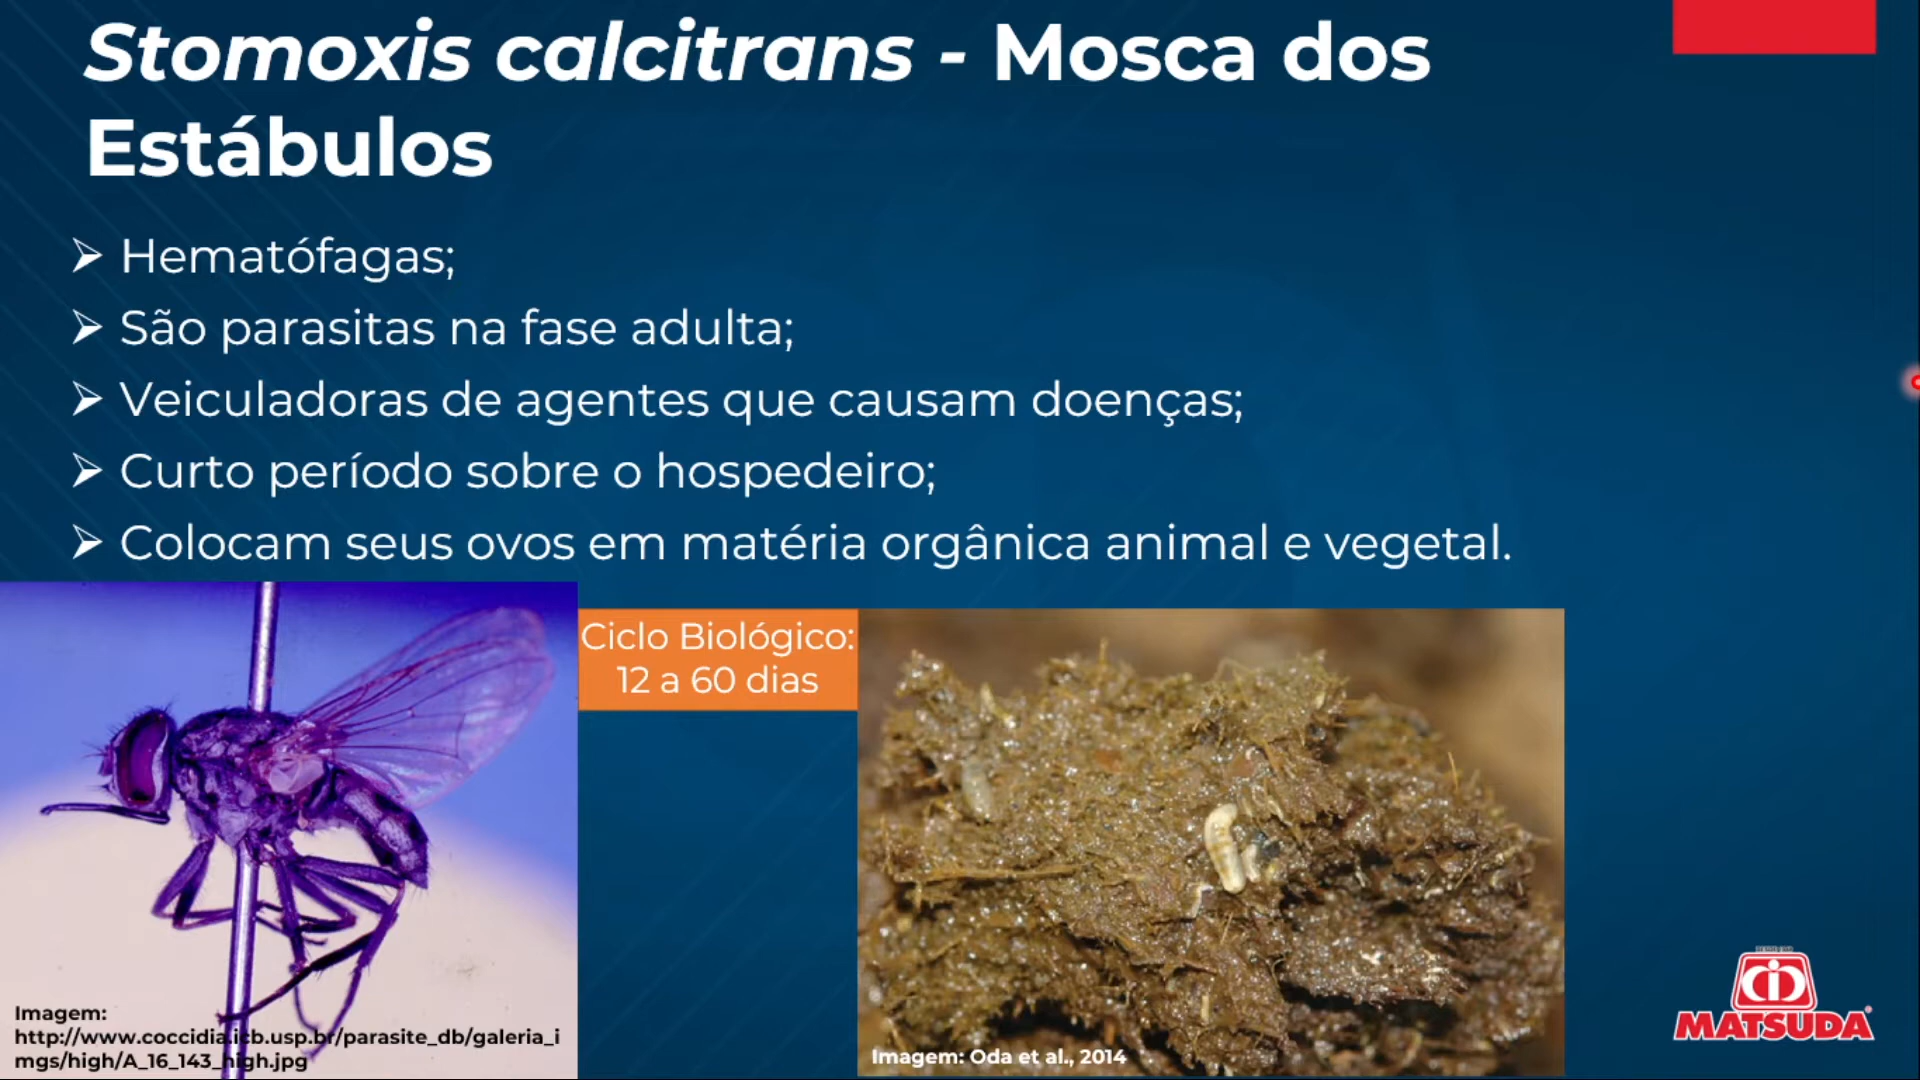 Stomoxis calcitrans - Mosca dos
Estábulos
➢ Hematófagas;
➢ São parasitas na fase adulta;
➢ Veiculadoras de agentes que causam doenças;
➢ Curto período sobre o hospedeiro;
➢ Colocam seus ovos em matéria orgânica animal e vegetal.
Ciclo Biológico:
12 a 60 dias
Imagem:
http://www.coccidia.icb.usp.br/parasite_db/galeria_i
mgs/high/A_16_143_high.jpg
Imagem: Oda et al., 2014
MATSUDA